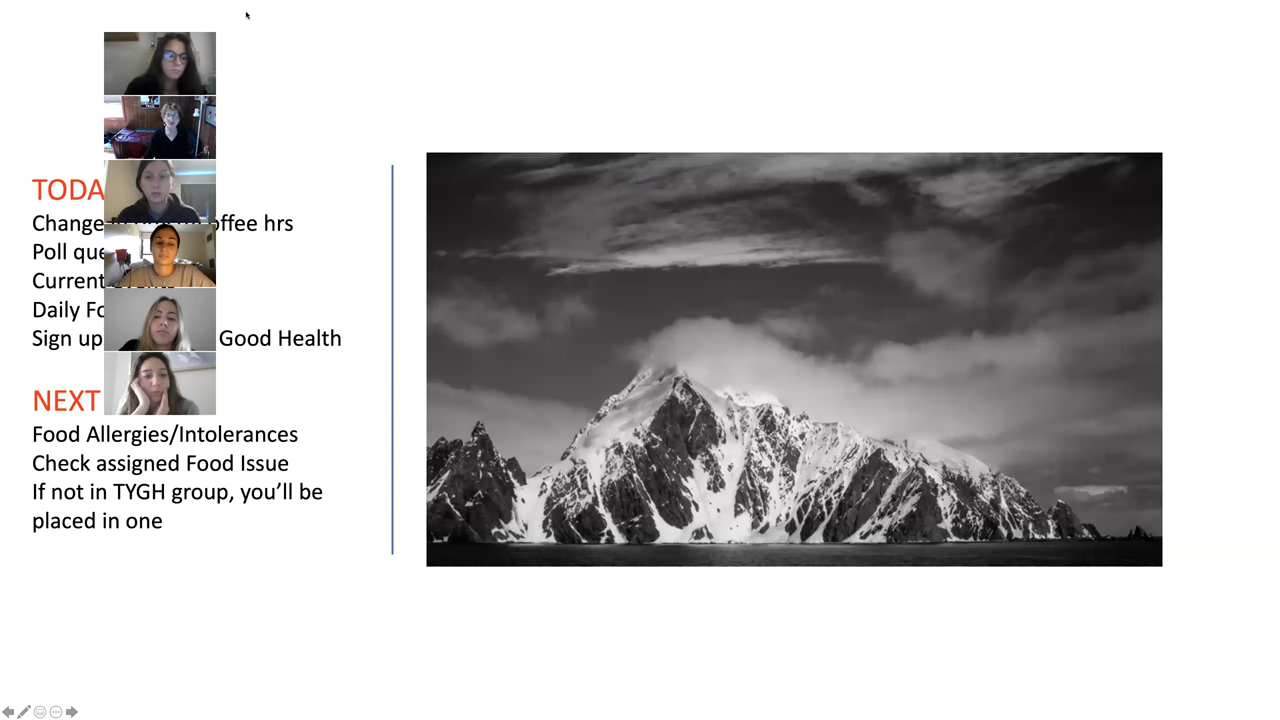 TODA
Change offee hrs
Poll que
Current
Daily Fo
Sign up Good Health
NEXT
Food Allergies/Intolerances
Check assigned Food Issue
If not in TYGH group, you’ll be
placed in one